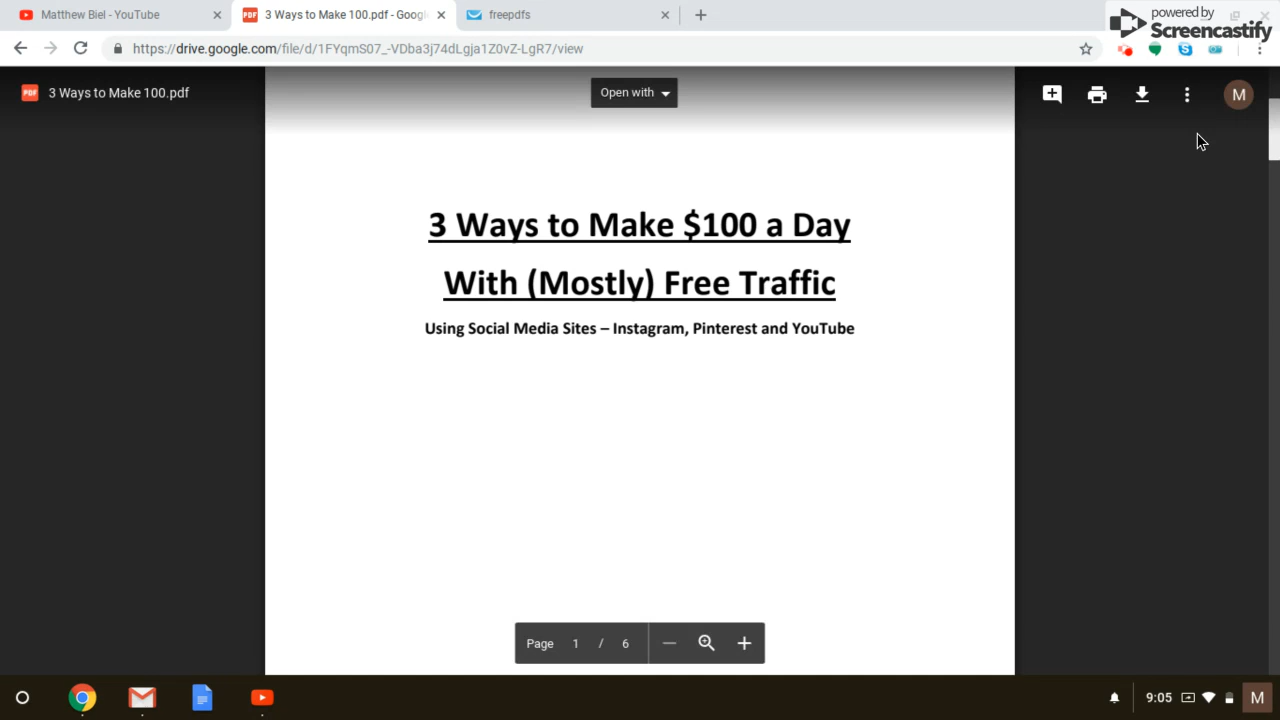 Matthew Biel - YouTube
3 Ways to Make 100.pdf - Googl
freepdfs
powered by
Screencastify
https://drive.google.com/file/d/1FYqmS07_-VDba3j74dLgja1Z0vZ-LgR7/view
PDF
3 Ways to Make 100.pdf
Open with
M
3 Ways to Make $100 a Day
With (Mostly) Free Traffic
Using Social Media Sites – Instagram, Pinterest and YouTube
Page 1 / 6
9:05
M